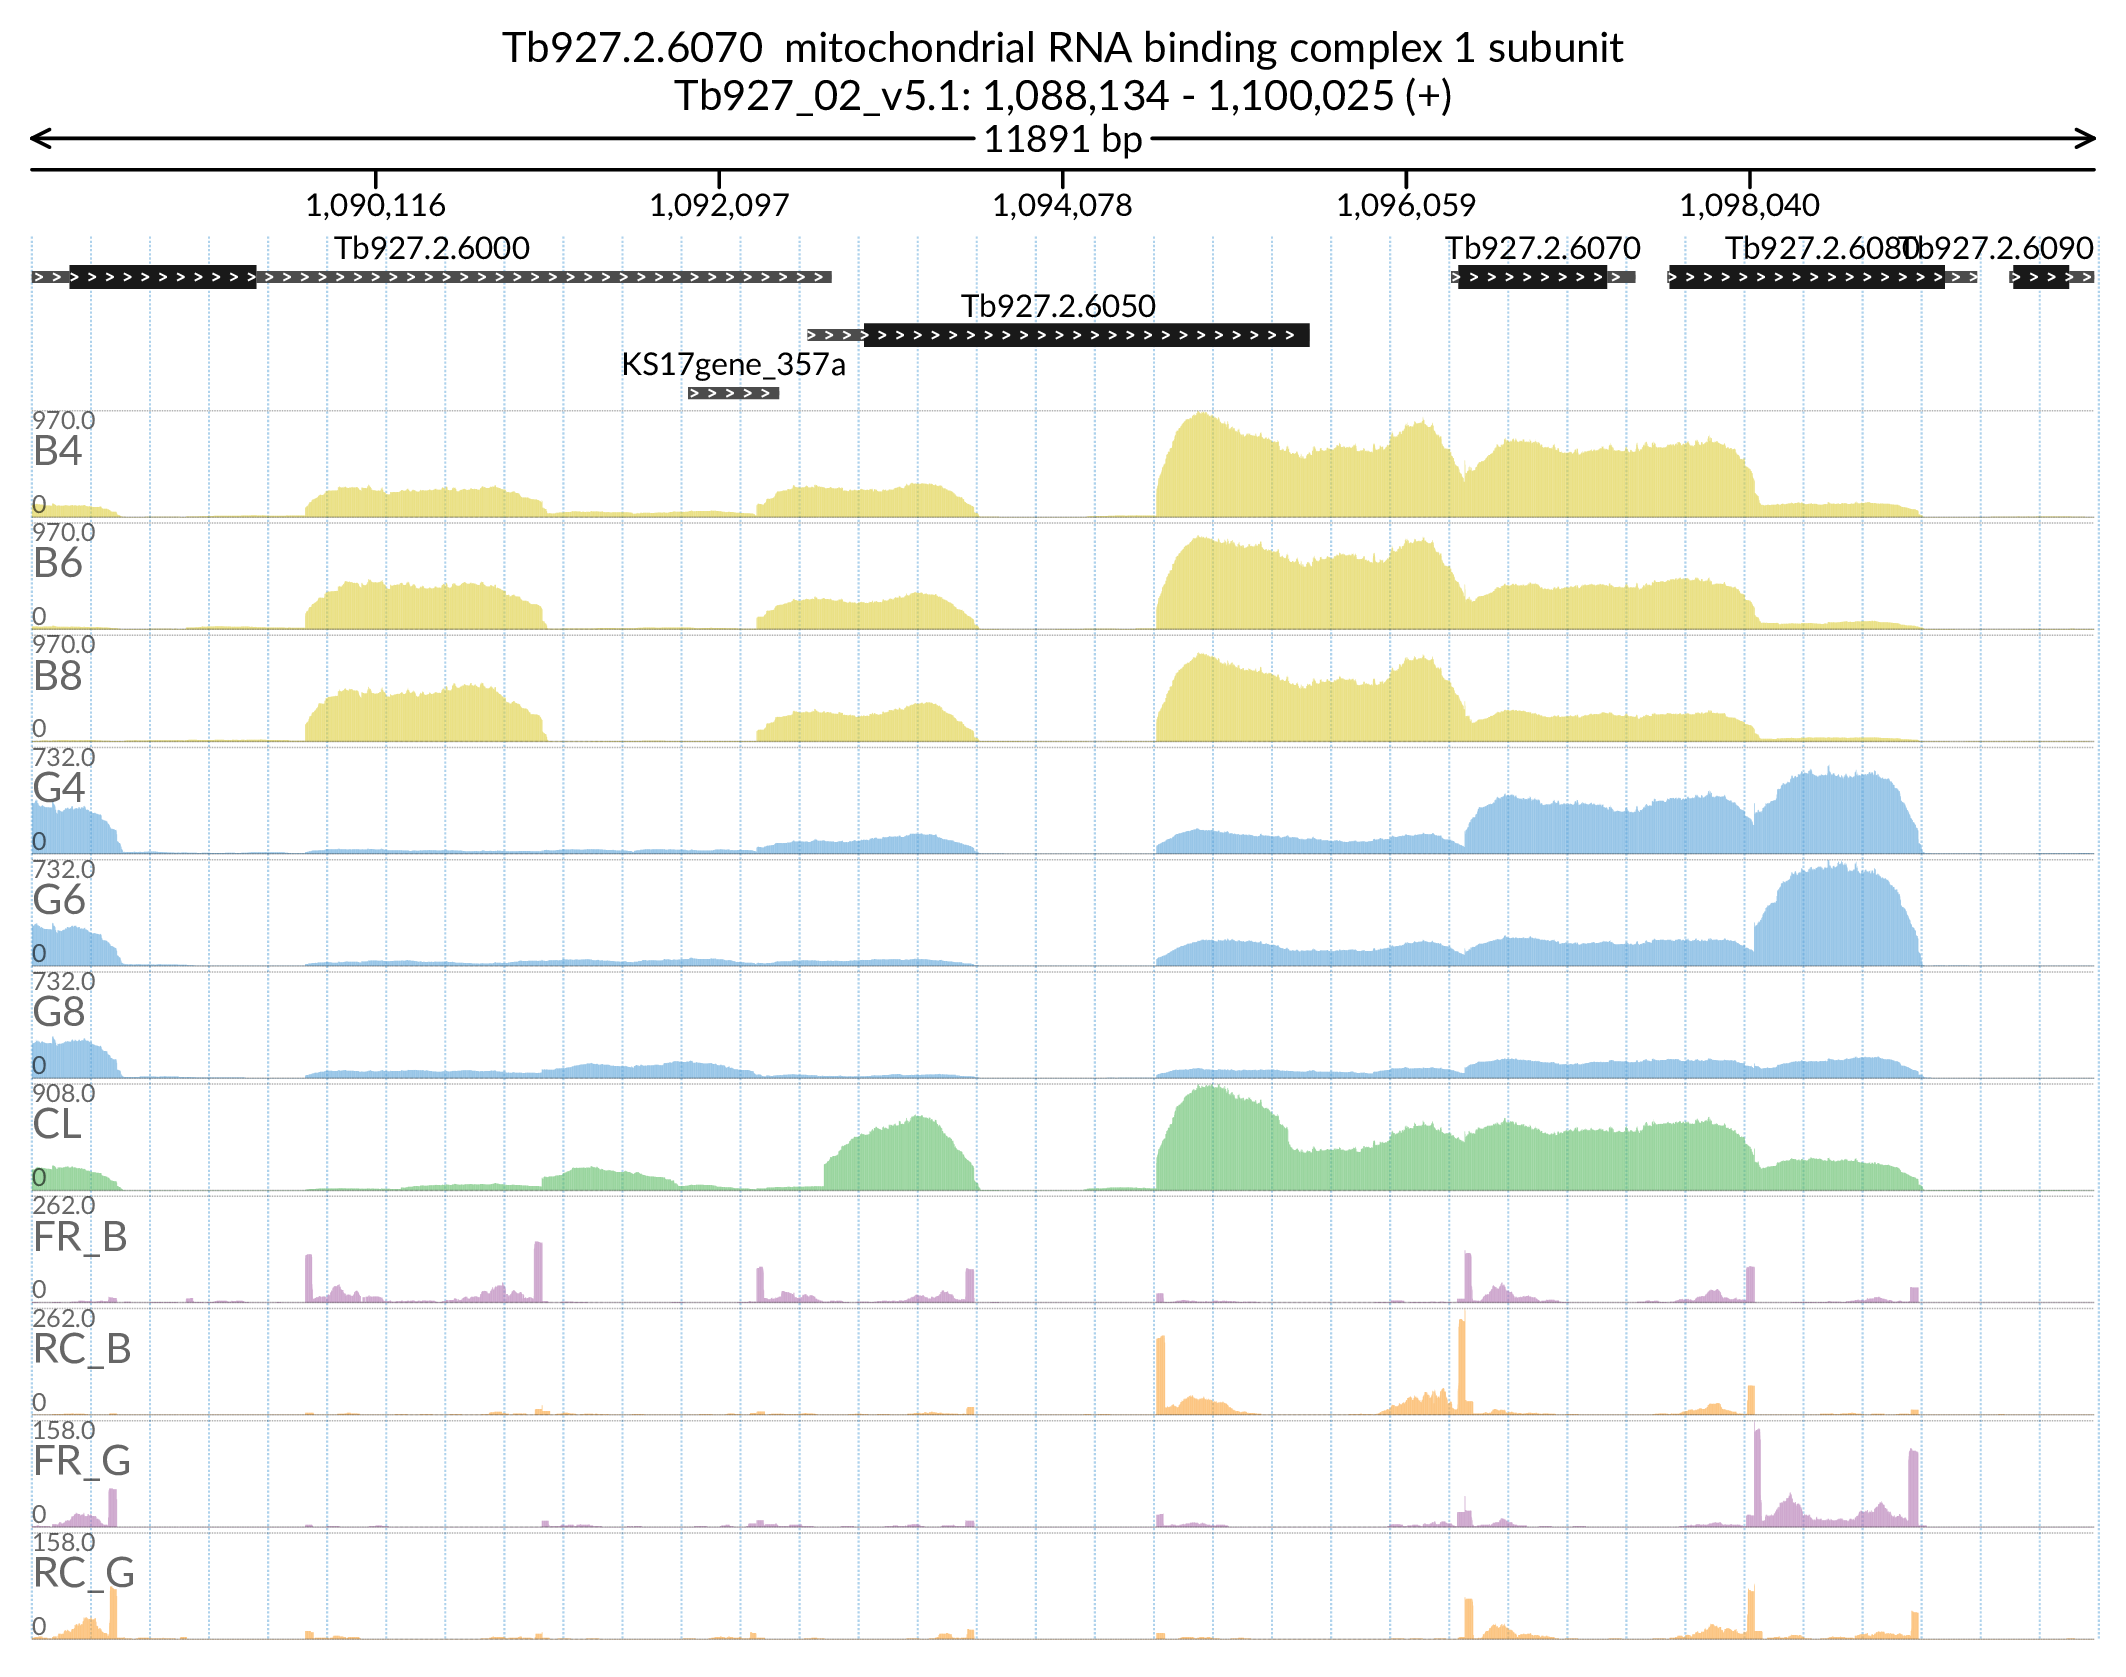 Tb927.2.6070 mitochondrial RNA binding complex 1 subunit
Tb927_02_v5.1: 1,088,134 - 1,100,025 (+)
11891 bp
1,090,116 1,092,097 1,094,078 1,096,059 1,098,040
Tb927.2.6000 Tb927.2.6070 Tb927.2.6080 Tb927.2.6090
Tb927.2.6050
KS17gene_357a
970.0
B4
0
970.0
B6
0
970.0
B8
0
732.0
G4
0
732.0
G6
0
732.0
G8
0
908.0
CL
0
262.0
FR_B
0
262.0
RC_B
0
158.0
FR_G
0
158.0
RC_G
0